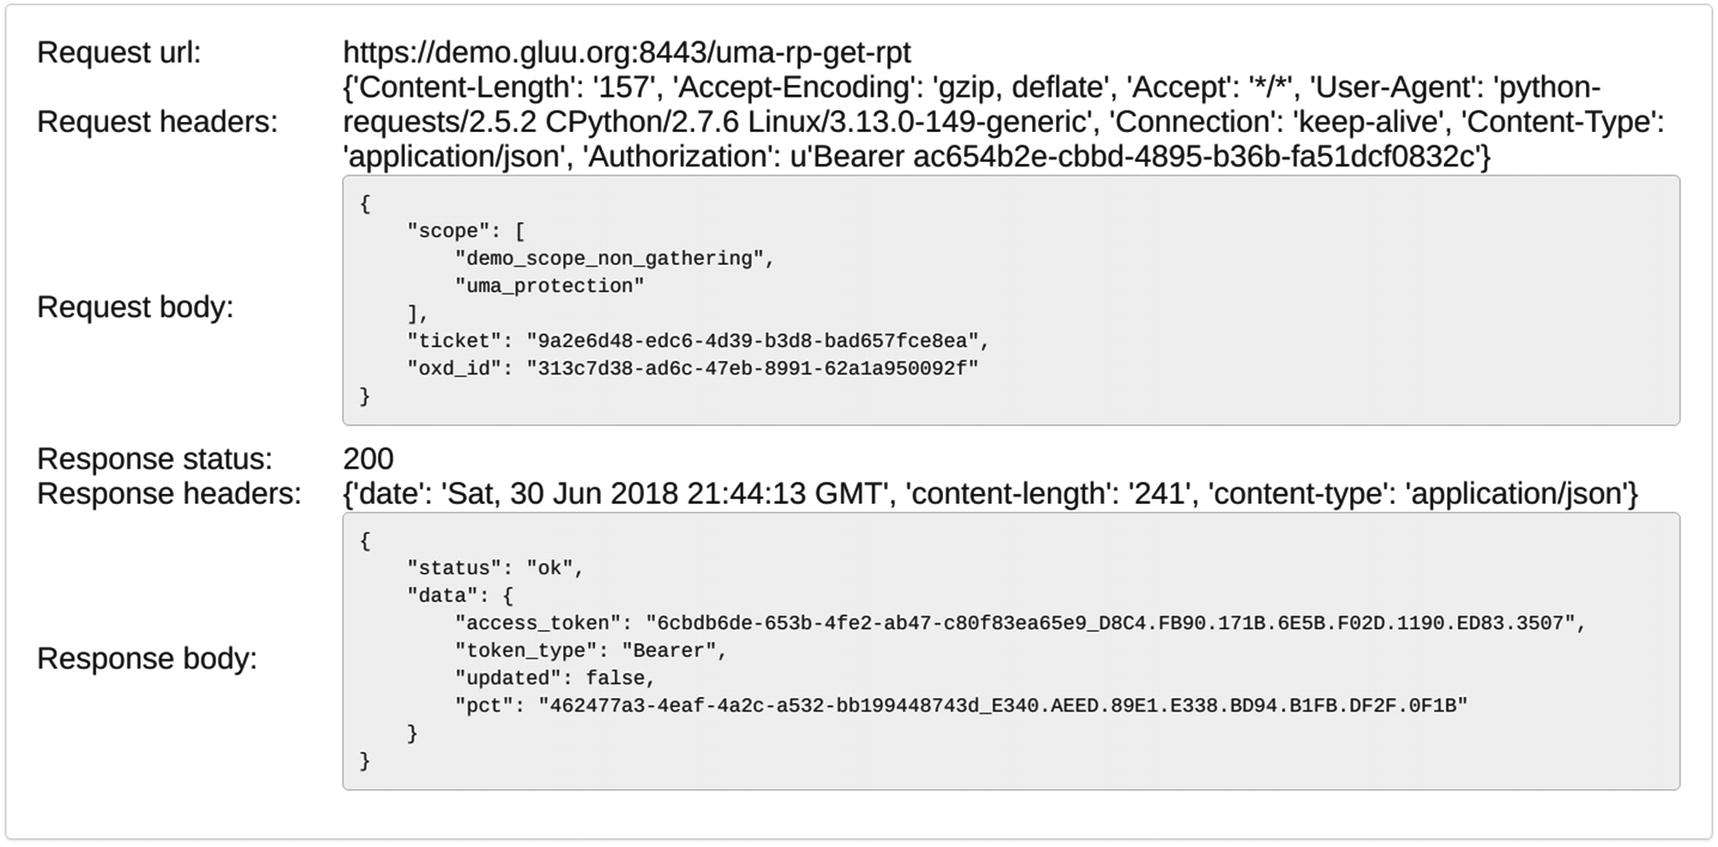 Request url: https://demo.gluu.org:8443/uma-rp-get-rpt
{'Content-Length': '157', 'Accept-Encoding': 'gzip, deflate', 'Accept': '*/*', 'User-Agent': 'python-
Request headers: requests/2.5.2 CPython/2.7.6 Linux/3.13.0-149-generic', 'Connection': 'keep-alive', 'Content-Type':
'application/json', 'Authorization': u'Bearer ac654b2e-cbbd-4895-b36b-fa51dcf0832c'}
{
    "scope": [
        "demo_scope_non_gathering",
        "uma_protection"
Request body:
    ],
    "ticket": "9a2e6d48-edc6-4d39-b3d8-bad657fce8ea",
    "oxd_id": "313c7d38-ad6c-47eb-8991-62a1a950092f"
}
Response status: 200
Response headers: {'date': 'Sat, 30 Jun 2018 21:44:13 GMT', 'content-length': '241', 'content-type': 'application/json'}
{
    "status": "ok",
    "data": {
        "access_token": "6cbdb6de-653b-4fe2-ab47-c80f83ea65e9_D8C4.FB90.171B.6E5B.F02D.1190.ED83.3507",
        "token_type": "Bearer",
Response body:
        "updated": false,
        "pct": "462477a3-4eaf-4a2c-a532-bb199448743d_E340.AEED.89E1.E338.BD94.B1FB.DF2F.0F1B"
    }
}